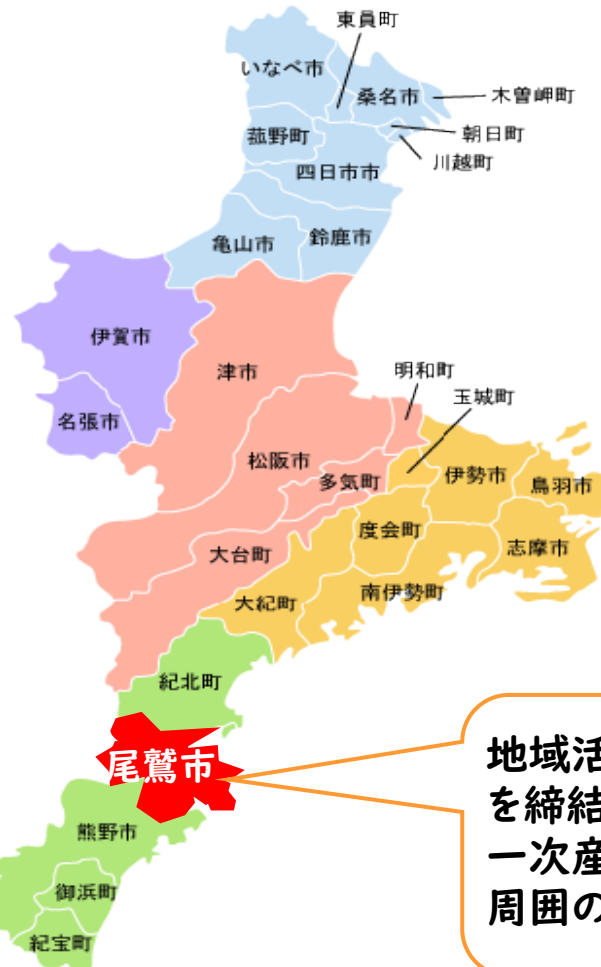 東員町
いなべ市
桑名市
木曽岬町
菰野町
朝日町
川越町
四日市市
亀山市
鈴鹿市
伊賀市
津市
明和町
玉城町
名張市
松阪市
多気町
伊勢市
鳥羽市
度会町
大台町
志摩市
大紀町
南伊勢町
紀北町
尾鷲市
地域活
を締結
一次産
周囲の
熊野市
御浜町
紀宝町